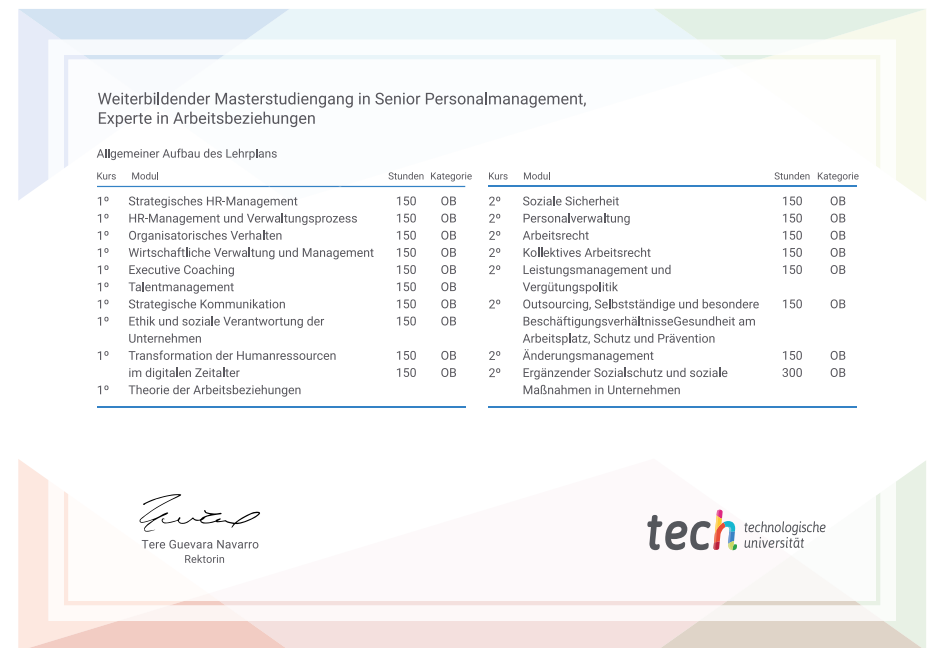 Weiterbildender Masterstudiengang in Senior Personalmanagement,
Experte in Arbeitsbeziehungen
Allgemeiner Aufbau des Lehrplans
Kurs Modul Stunden Kategorie
1º Strategisches HR-Management 150 OB
1º HR-Management und Verwaltungsprozess 150 OB
1º Organisatorisches Verhalten 150 OB
1º Wirtschaftliche Verwaltung und Management 150 OB
1º Executive Coaching 150 OB
1º Talentmanagement 150 OB
1º Strategische Kommunikation 150 OB
1º Ethik und soziale Verantwortung der 150 OB
Unternehmen
1º Transformation der Humanressourcen 150 OB
im digitalen Zeitalter 150 OB
1º Theorie der Arbeitsbeziehungen
Kurs Modul Stunden Kategorie
2º Soziale Sicherheit 150 OB
2º Personalverwaltung 150 OB
2º Arbeitsrecht 150 OB
2º Kollektives Arbeitsrecht 150 OB
2º Leistungsmanagement und 150 OB
Vergütungspolitik
2º Outsourcing, Selbstständige und besondere 150 OB
BeschäftigungsverhältnisseGesundheit am
Arbeitsplatz, Schutz und Prävention
2º Änderungsmanagement 150 OB
2º Ergänzender Sozialschutz und soziale 300 OB
Maßnahmen in Unternehmen
Tere Guevara Navarro
Rektorin
tech technologische
universität